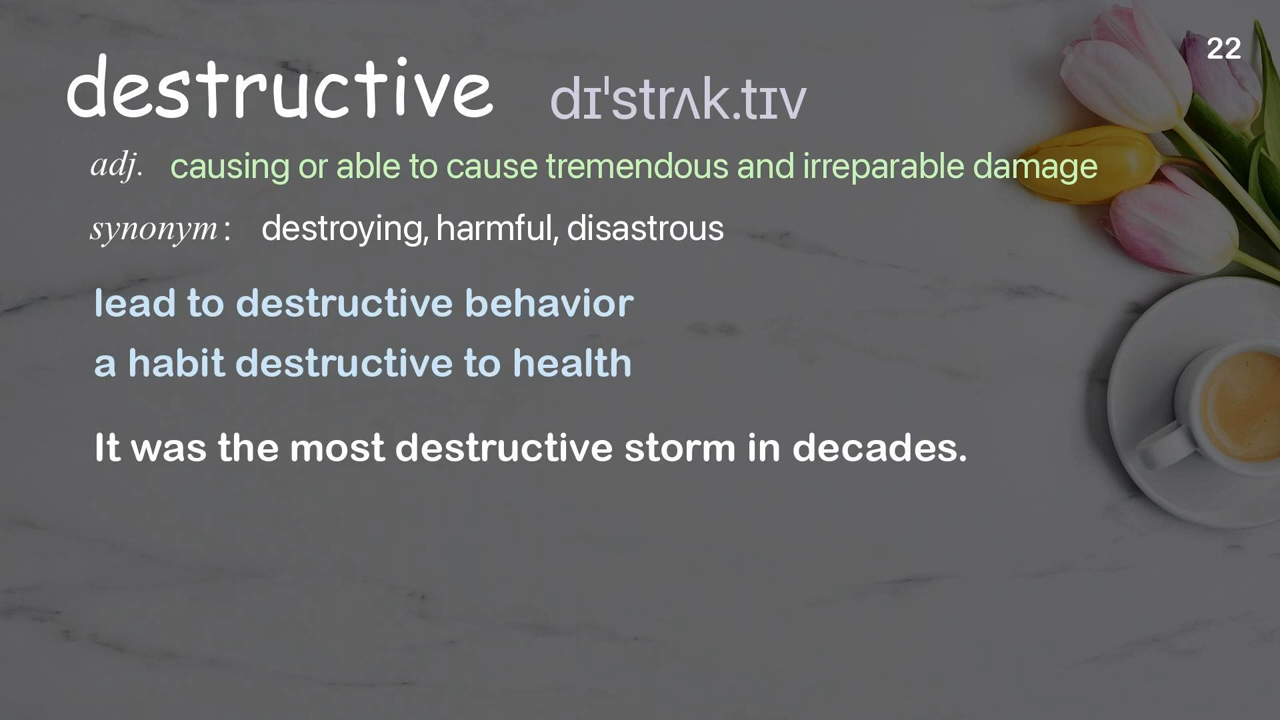 22
destructive dɪˈstrʌk.tɪv
adj. causing or able to cause tremendous and irreparable damage
synonym: destroying, harmful, disastrous
lead to destructive behavior
a habit destructive to health
It was the most destructive storm in decades.